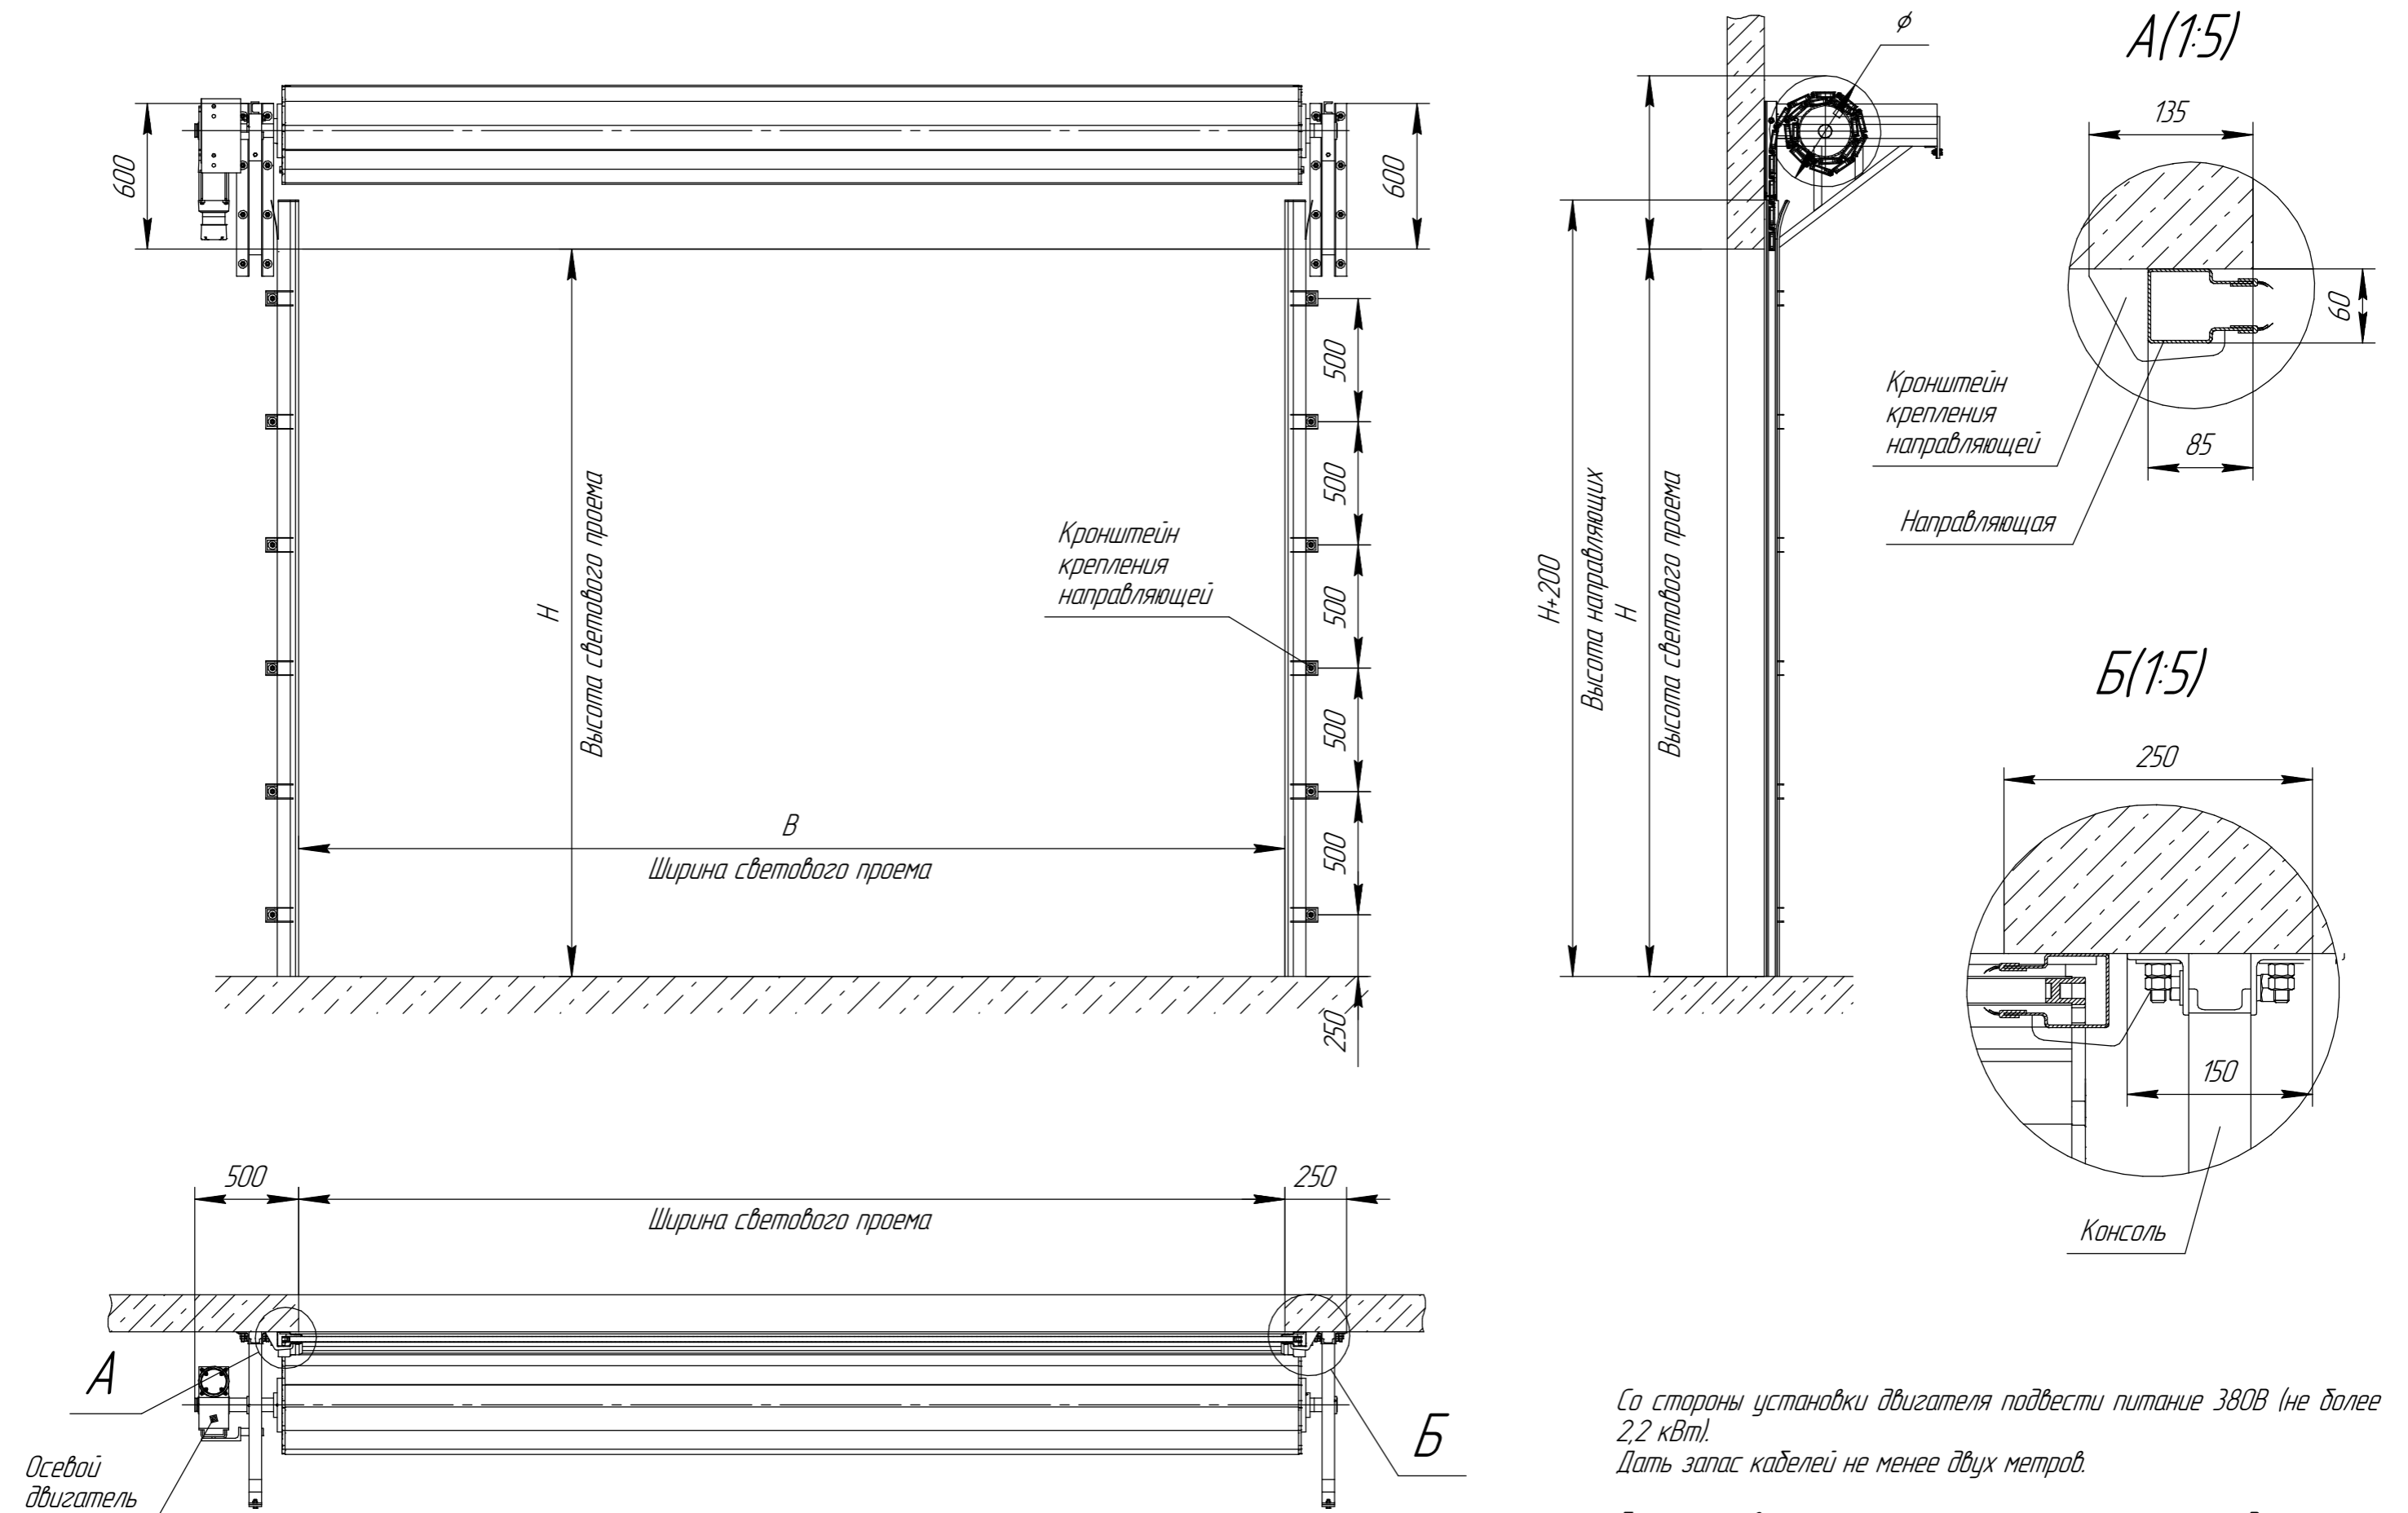 600
600
H
Высота светового проема
B
Ширина светового проема
Кронштейн
крепления
направляющей
500
500
500
500
500
250
ϕ
H+200
Высота направляющих
H
Высота светового проема
А(1:5)
135
60
85
Кронштейн
крепления
направляющей
Направляющая
Б(1:5)
250
150
Консоль
500
Ширина светового проема
250
А
Б
Осевой
двигатель
Со стороны установки двигателя подвести питание 380В (не более
2,2 кВт).
Дать запас кабелей не менее двух метров.